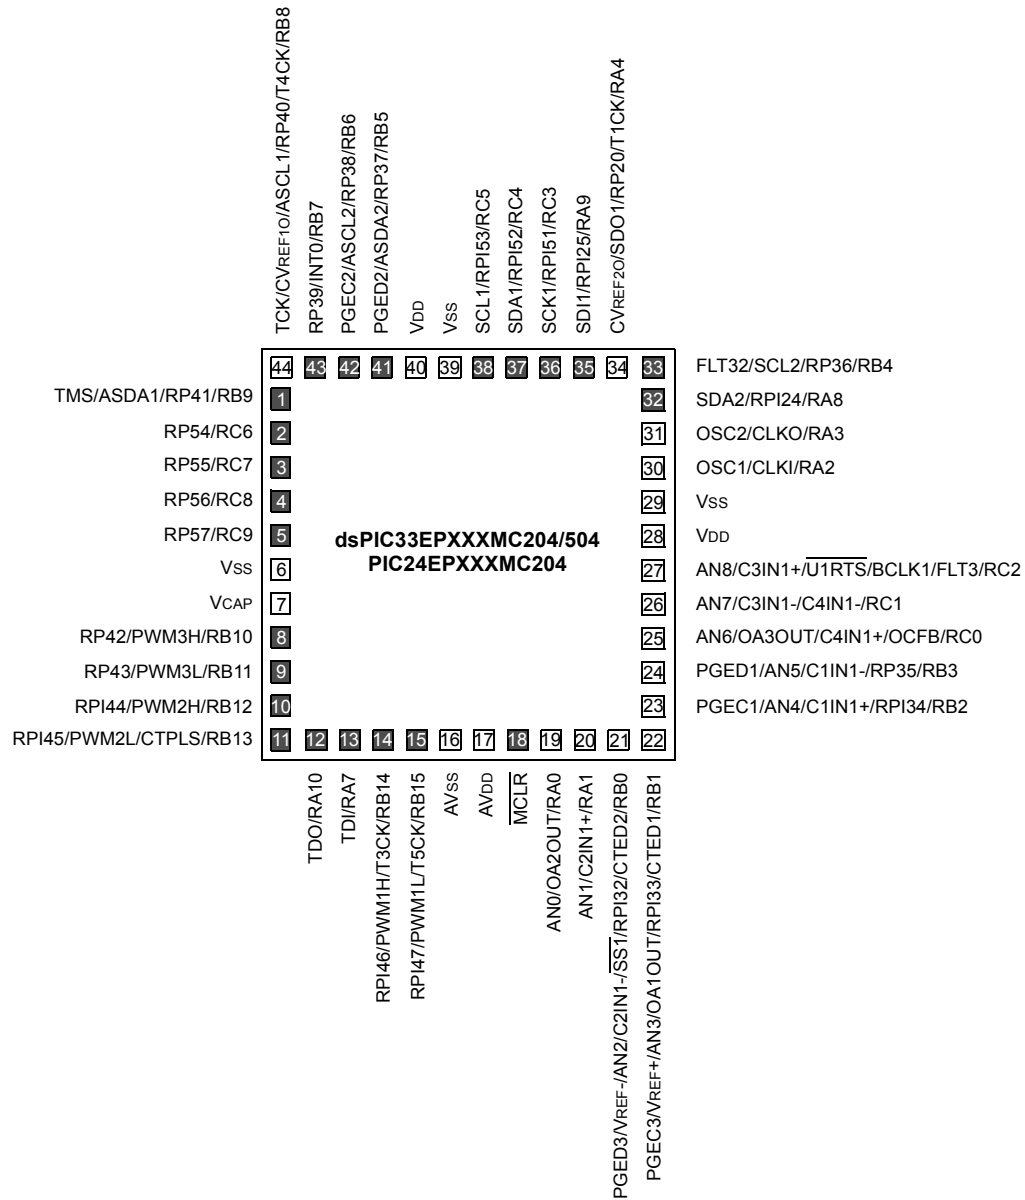 TCK/CVREF1O/ASCL1/RP40/T4CK/RB8
RP39/INT0/RB7
PGEC2/ASCL2/RP38/RB6
PGED2/ASDA2/RP37/RB5
VDD
VSS
SCL1/RPI53/RC5
SDA1/RPI52/RC4
SCK1/RPI51/RC3
SDI1/RPI25/RA9
CVREF2O/SDO1/RP20/T1CK/RA4
44 43 42 41 40 39 38 37 36 35 34 33 FLT32/SCL2/RP36/RB4
TMS/ASDA1/RP41/RB9 1 32 SDA2/RPI24/RA8
RP54/RC6 2 31 OSC2/CLKO/RA3
RP55/RC7 3 30 OSC1/CLKI/RA2
RP56/RC8 4 29 VSS
RP57/RC9 5 28 VDD
dsPIC33EPXXXMC204/504
PIC24EPXXXMC204
VSS 6 27 AN8/C3IN1+/U1RTS/BCLK1/FLT3/RC2
VCAP 7 26 AN7/C3IN1-/C4IN1-/RC1
RP42/PWM3H/RB10 8 25 AN6/OA3OUT/C4IN1+/OCFB/RC0
RP43/PWM3L/RB11 9 24 PGED1/AN5/C1IN1-/RP35/RB3
RPI44/PWM2H/RB12 10 23 PGEC1/AN4/C1IN1+/RPI34/RB2
RPI45/PWM2L/CTPLS/RB13 11 12 13 14 15 16 17 18 19 20 21 22
TDO/RA10
TDI/RA7
RPI46/PWM1H/T3CK/RB14
RPI47/PWM1L/T5CK/RB15
AVSS
AVDD
MCLR
AN0/OA2OUT/RA0
AN1/C2IN1+/RA1
PGED3/VREF-/AN2/C2IN1-/SS1/RPI32/CTED2/RB0
PGEC3/VREF+/AN3/OA1OUT/RPI33/CTED1/RB1